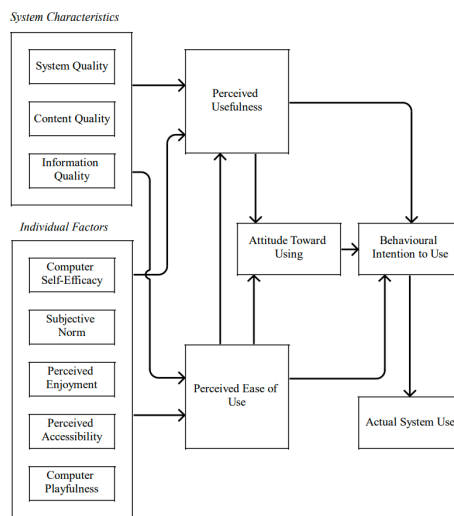 System Characteristics
System Quality
Content Quality
Information
Quality
Individual Factors
Computer
Self-Efficacy
Subjective
Norm
Perceived
Enjoyment
Perceived
Accessibility
Computer
Playfulness
Perceived
Usefulness
Attitude Toward
Using
Behavioural
Intention to Use
Perceived Ease of
Use
Actual System Use